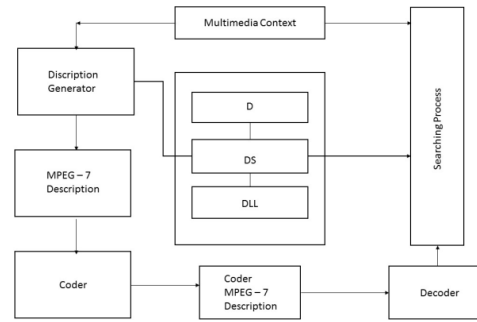 Multimedia Context
Discription
Generator
D
DS
DLL
Searching Process
MPEG – 7
Description
Coder
Coder
MPEG – 7
Description
Decoder